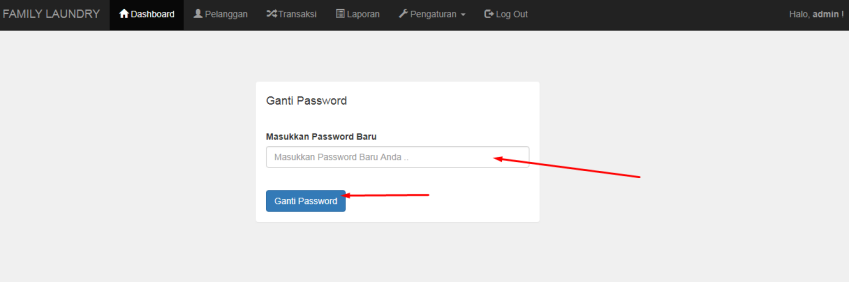 FAMILY LAUNDRY Dashboard Pelanggan Transaksi Laporan Pengaturan Log Out Halo, admin !
Ganti Password
Masukkan Password Baru
Masukkan Password Baru Anda ..
Ganti Password